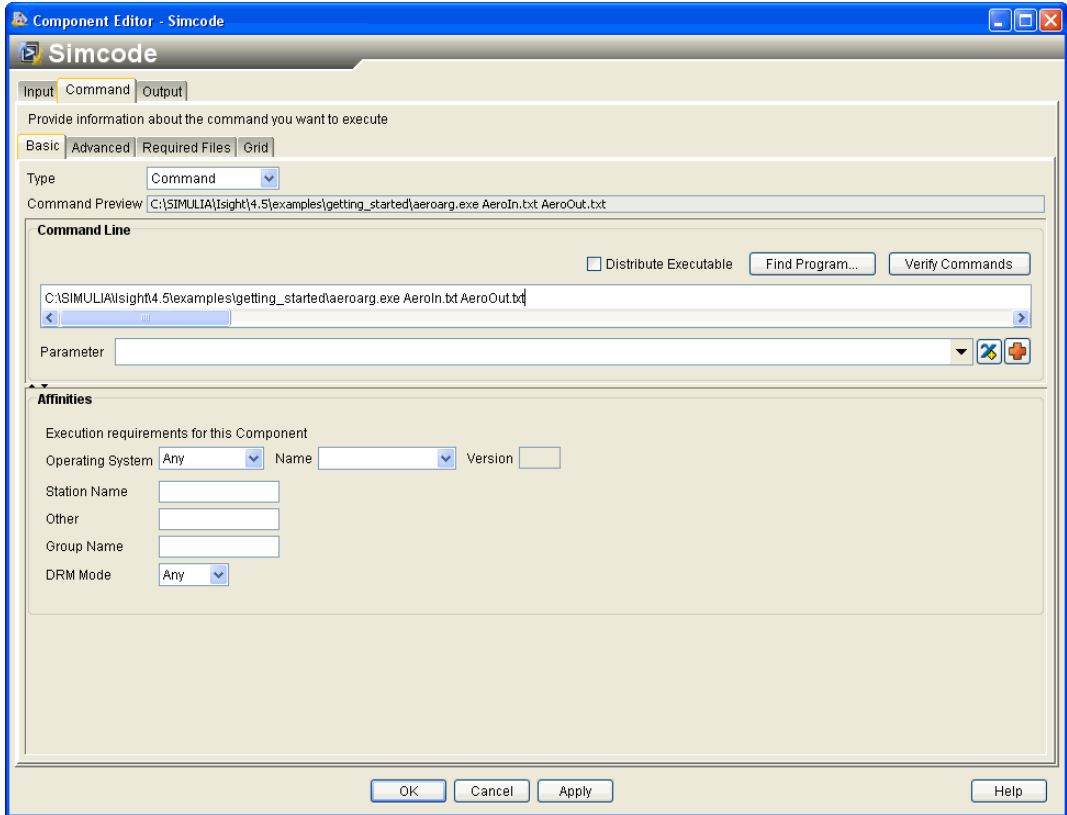 Component Editor - Simcode
Simcode
Input Command Output
Provide information about the command you want to execute
Basic Advanced Required Files Grid
Type Command
Command Preview C:\SIMULIA\Isight\4.5\examples\getting_started\aeroarg.exe AeroIn.txt AeroOut.txt
Command Line
Distribute Executable Find Program... Verify Commands
C:\SIMULIA\Isight\4.5\examples\getting_started\aeroarg.exe AeroIn.txt AeroOut.txt
Parameter
Affinities
Execution requirements for this Component
Operating System Any Name Version
Station Name
Other
Group Name
DRM Mode Any
OK Cancel Apply Help